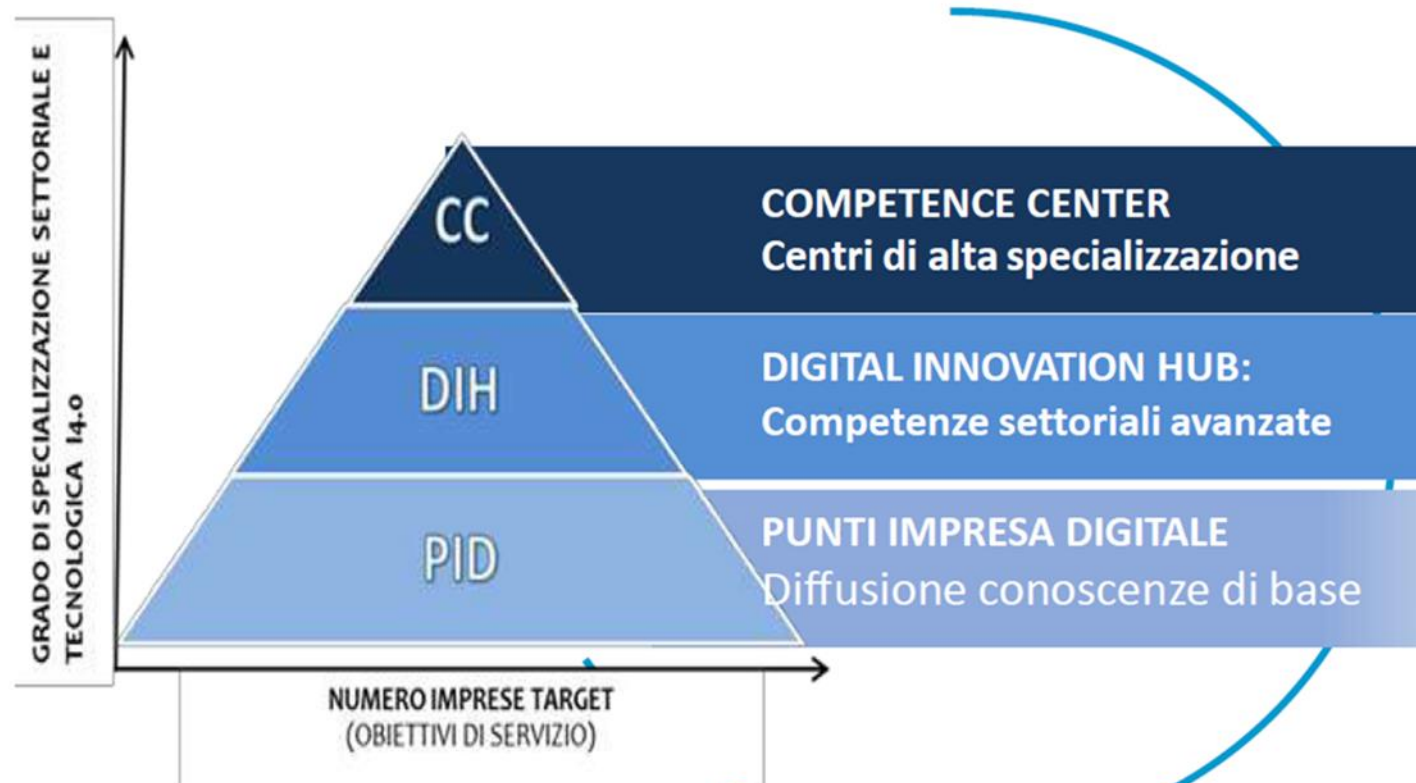 GRADO DI SPECIALIZZAZIONE SETTORIALE E
TECNOLOGICA I4.0
CC
COMPETENCE CENTER
Centri di alta specializzazione
DIH
DIGITAL INNOVATION HUB:
Competenze settoriali avanzate
PID
PUNTI IMPRESA DIGITALE
Diffusione conoscenze di base
NUMERO IMPRESE TARGET
(OBIETTIVI DI SERVIZIO)